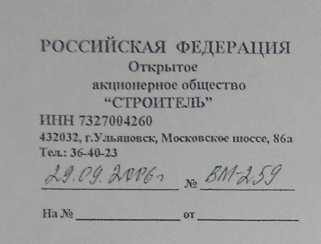 РОССИЙСКАЯ ФЕДЕРАЦИЯ
Открытое
акционерное общество
“СТРОИТЕЛЬ”
ИНН 7327004260
432032, г.Ульяновск, Московское шоссе, 86а
Тел.: 36-40-23
29.09.2006г № ВМ-259
На № от